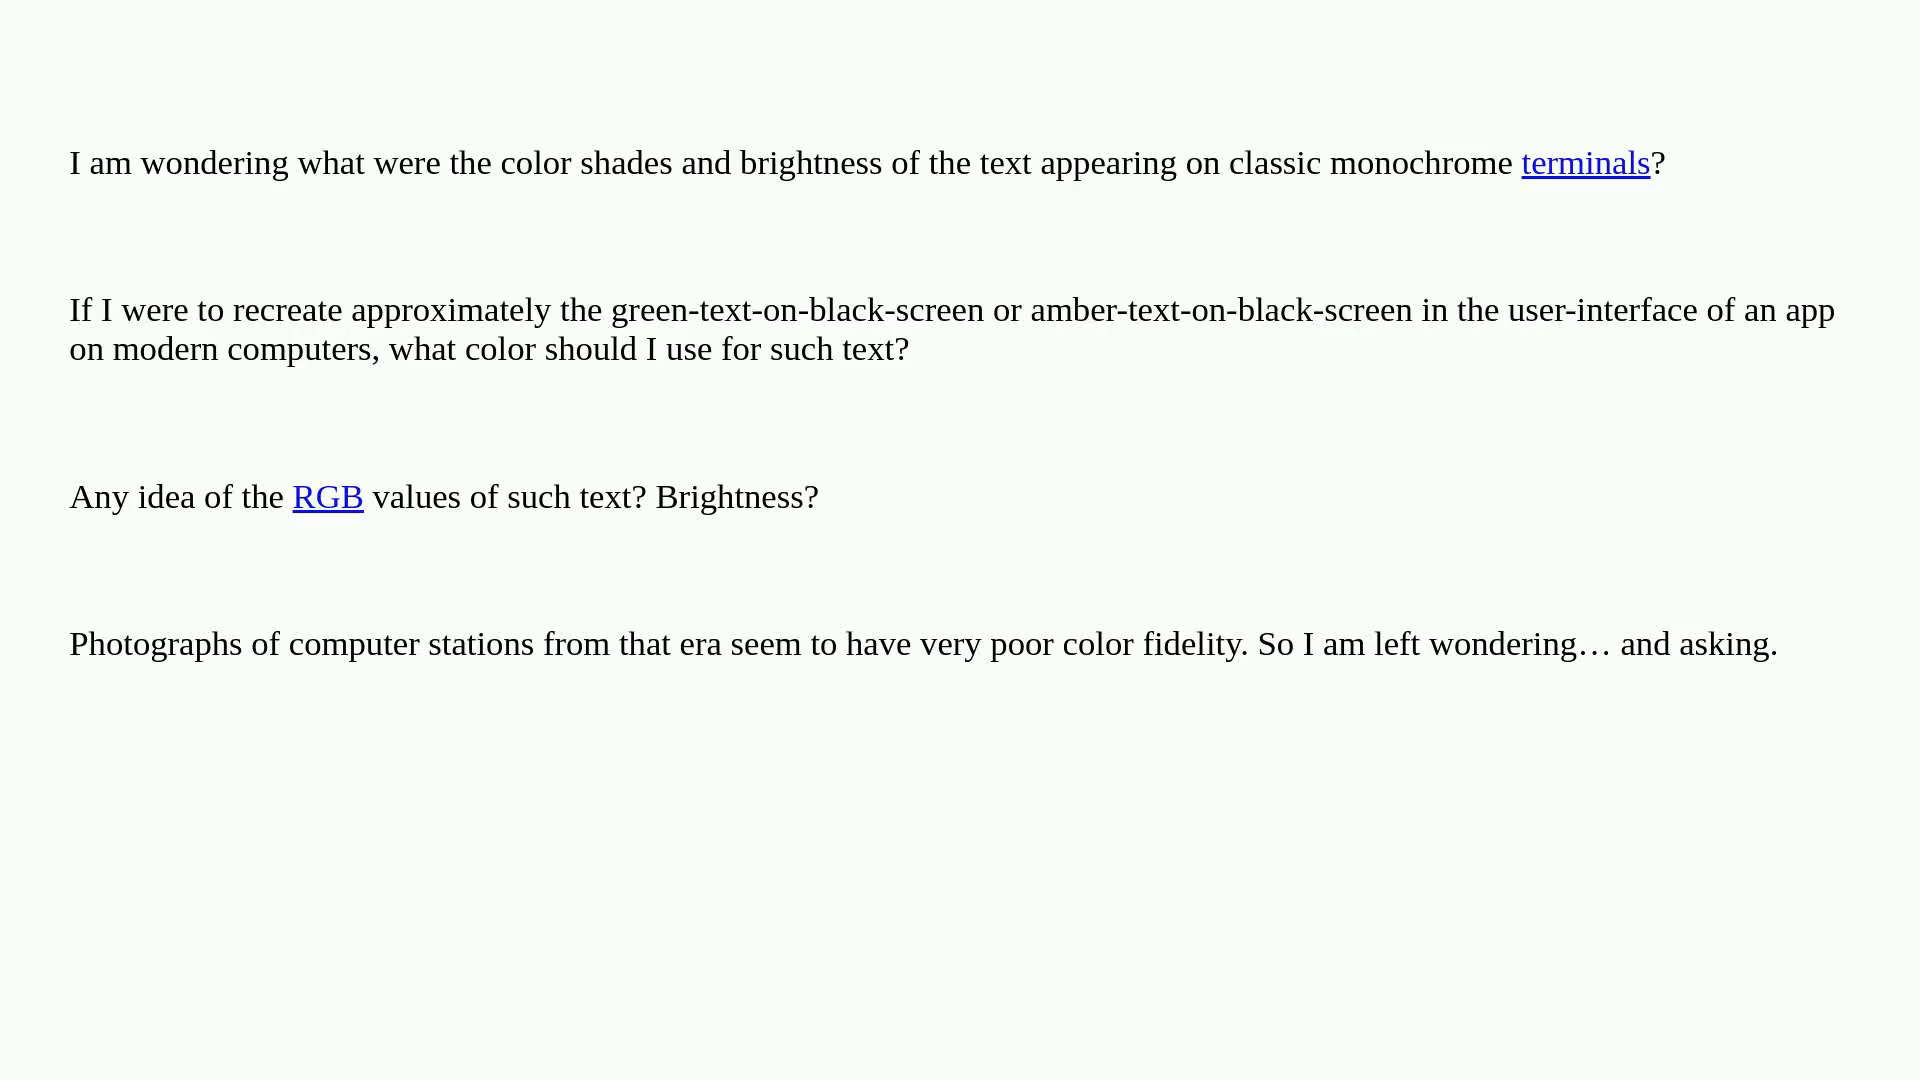 I am wondering what were the color shades and brightness of the text appearing on classic monochrome terminals?
If I were to recreate approximately the green-text-on-black-screen or amber-text-on-black-screen in the user-interface of an app
on modern computers, what color should I use for such text?
Any idea of the RGB values of such text? Brightness?
Photographs of computer stations from that era seem to have very poor color fidelity. So I am left wondering… and asking.